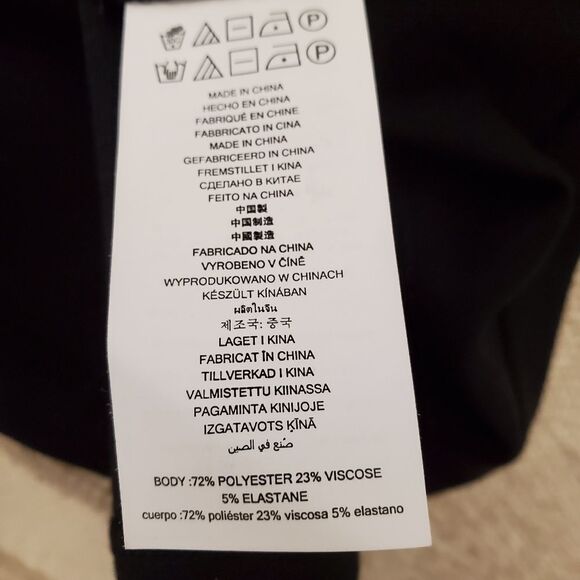 P
P
MADE IN CHINA
HECHO EN CHINA
FABRIQUÉ EN CHINE
FABBRICATO IN CINA
MADE IN CHINA
GEFABRICEERD IN CHINA
FREMSTILLET I KINA
СДЕЛАНО В КИТАЕ
FEITO NA CHINA
中国製
中国制造
中國製造
FABRICADO NA CHINA
VYROBENO V ČÍNĚ
WYPRODUKOWANO W CHINACH
KÉSZÜLT KÍNÁBAN
ผลิตในจีน
제조국: 중국
LAGET I KINA
FABRICAT ÎN CHINA
TILLVERKAD I KINA
VALMISTETTU KIINASSA
PAGAMINTA KINIJOJE
IZGATAVOTS ĶĪNĀ
صُنع في الصين
BODY :72% POLYESTER 23% VISCOSE
5% ELASTANE
cuerpo :72% poliéster 23% viscosa 5% elastano